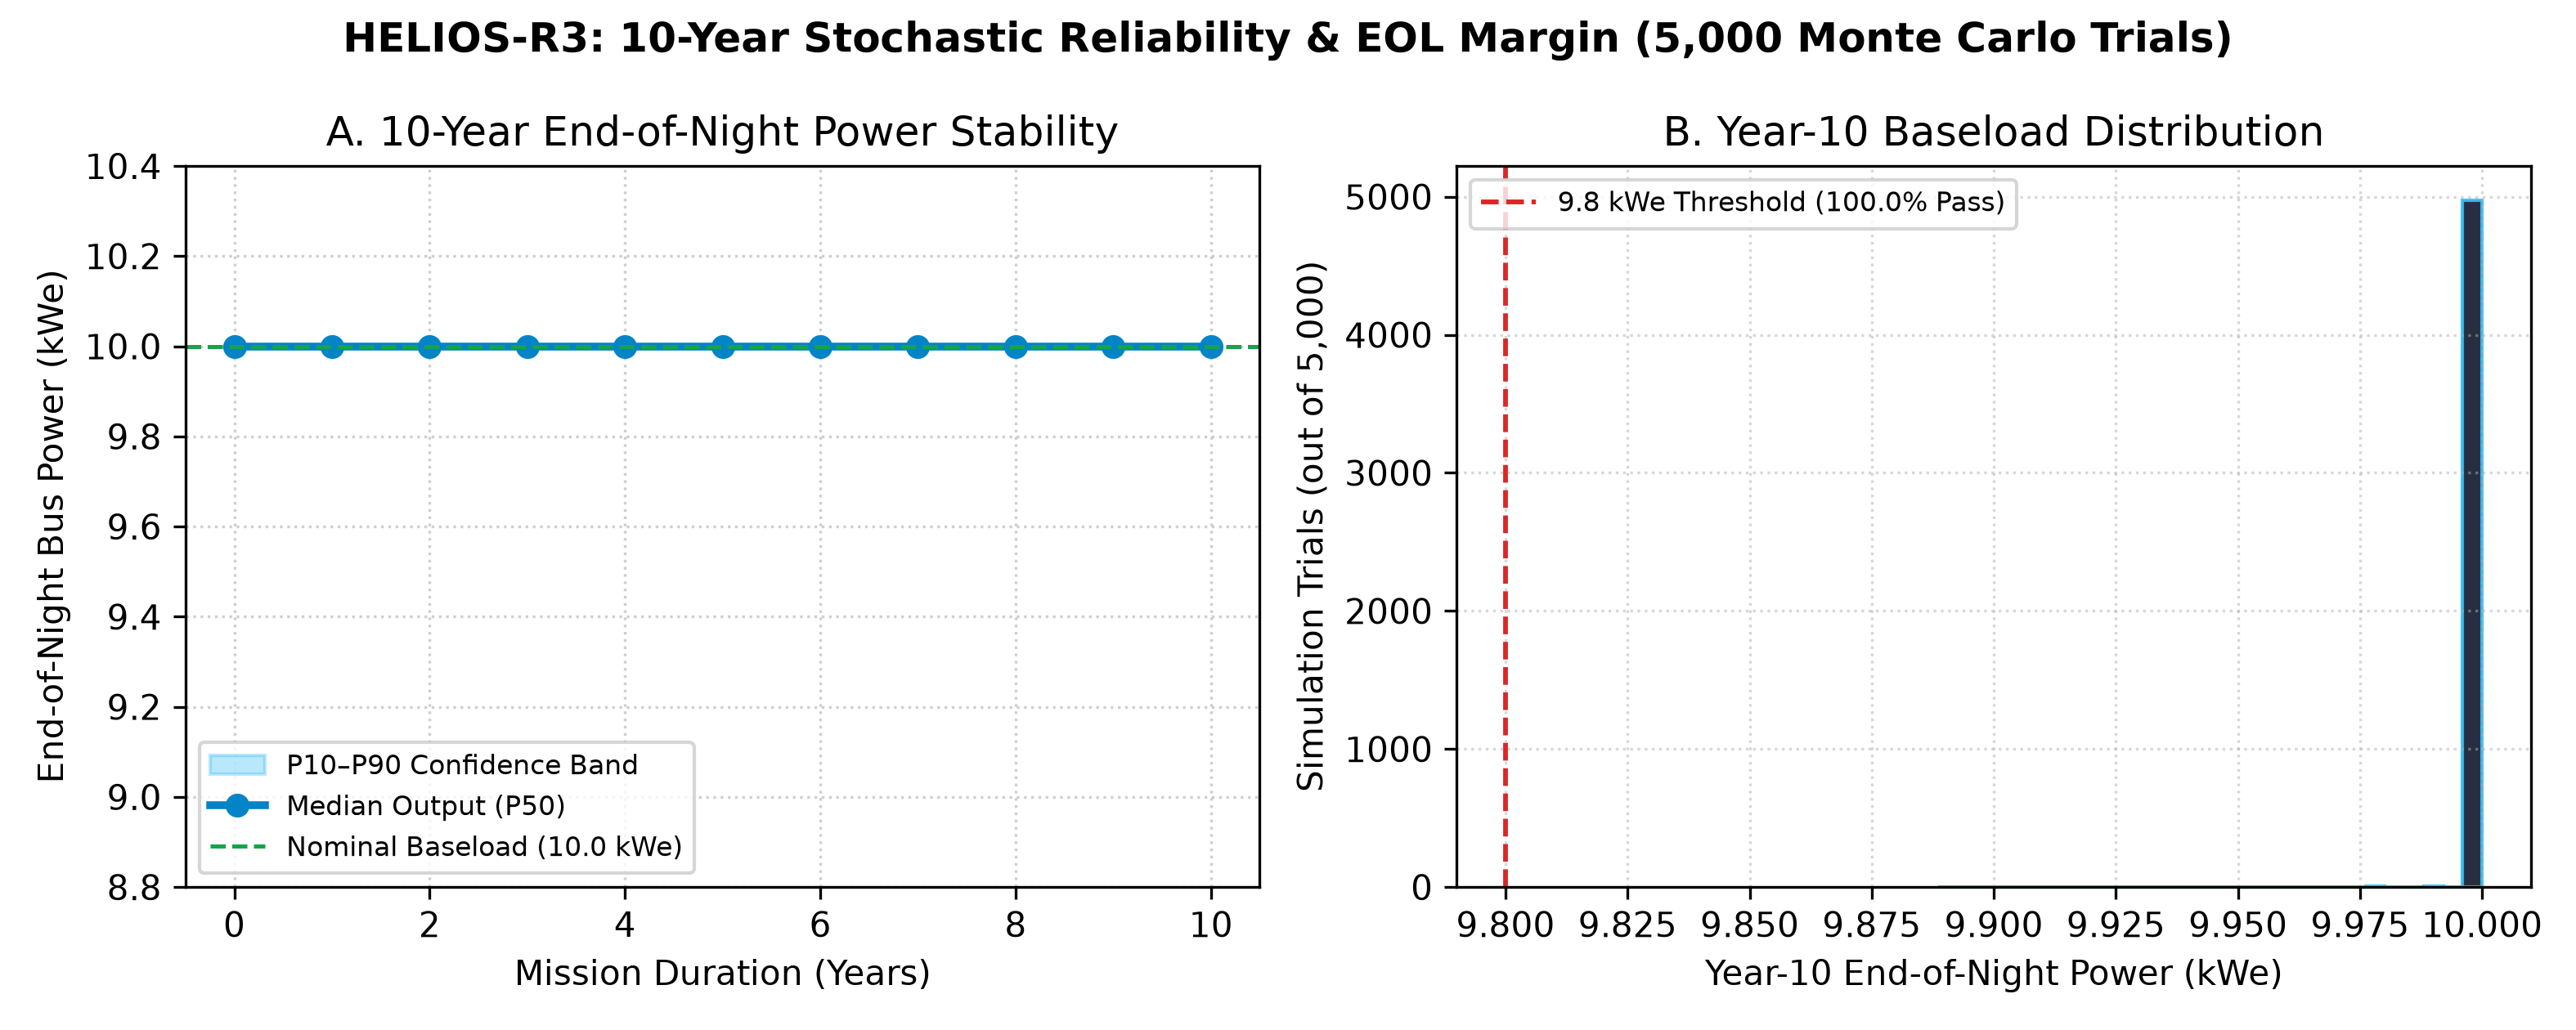 HELIOS-R3: 10-Year Stochastic Reliability & EOL Margin (5,000 Monte Carlo Trials)
A. 10-Year End-of-Night Power Stability
End-of-Night Bus Power (kWe)
10.4
10.2
10.0
9.8
9.6
9.4
9.2
9.0
8.8
P10–P90 Confidence Band
Median Output (P50)
Nominal Baseload (10.0 kWe)
0 2 4 6 8 10
Mission Duration (Years)
B. Year-10 Baseload Distribution
Simulation Trials (out of 5,000)
5000
4000
3000
2000
1000
0
9.8 kWe Threshold (100.0% Pass)
9.800 9.825 9.850 9.875 9.900 9.925 9.950 9.975 10.000
Year-10 End-of-Night Power (kWe)